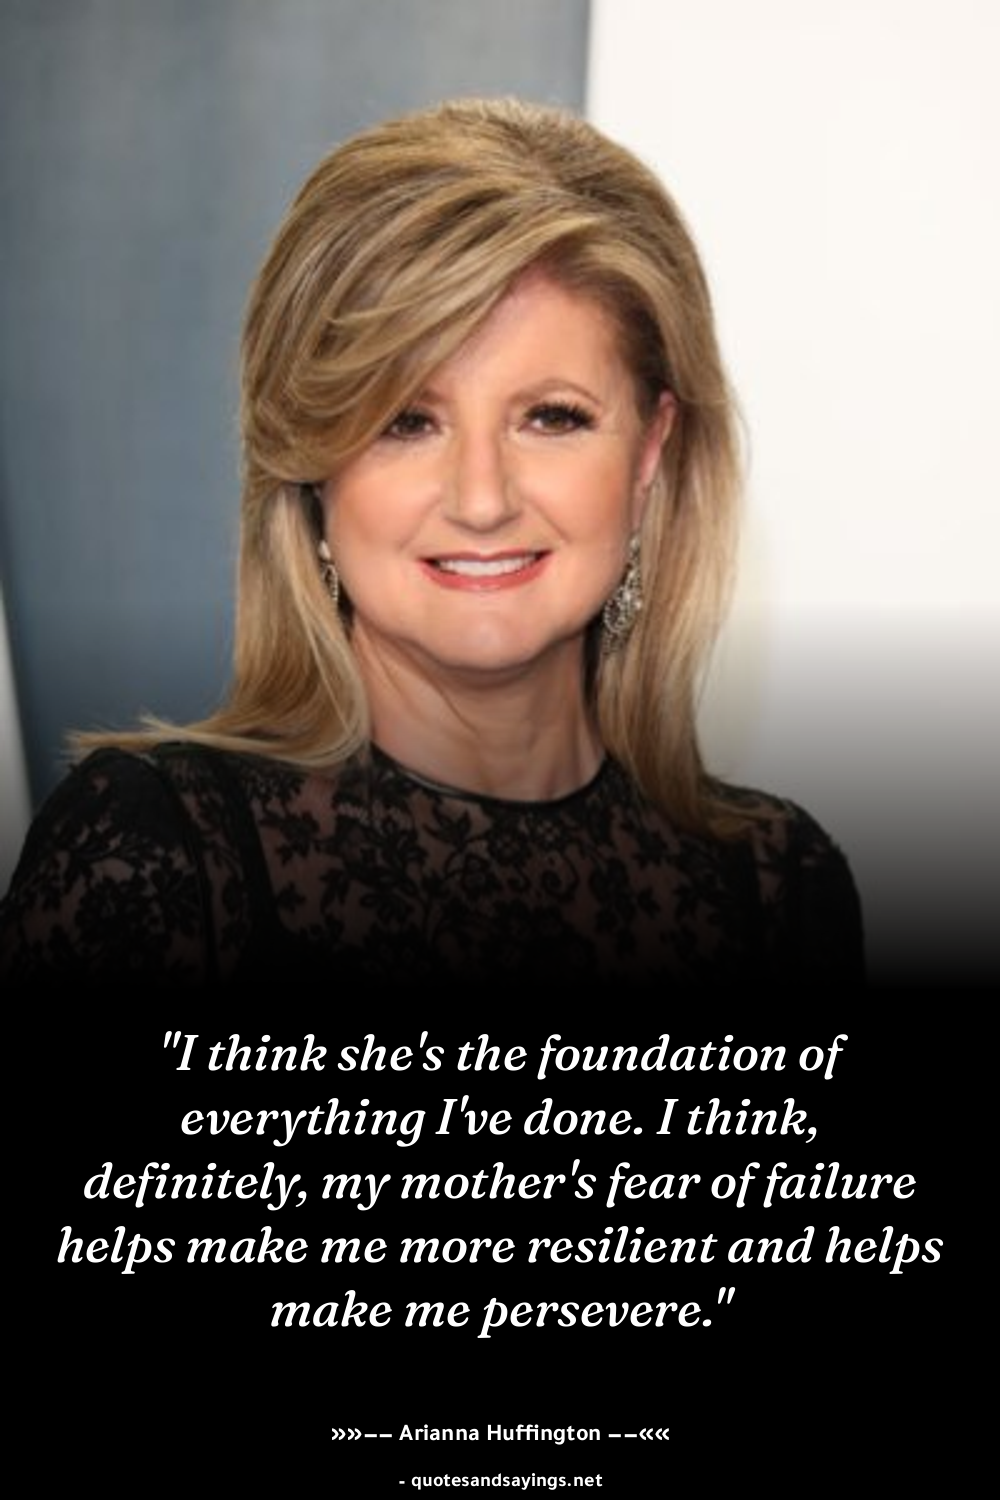 "I think she's the foundation of
everything I've done. I think,
definitely, my mother's fear of failure
helps make me more resilient and helps
make me persevere."
»»–– Arianna Huffington ––««
- quotesandsayings.net